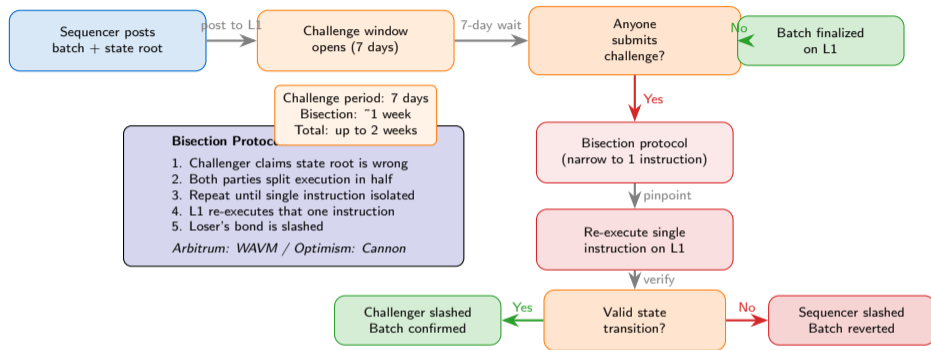 Sequencer posts
batch + state root
post to L1
Challenge window
opens (7 days)
7-day wait
Anyone
submits
challenge?
No
Batch finalized
on L1
Yes
Challenge period: 7 days
Bisection: ~1 week
Total: up to 2 weeks
Bisection
1. Challenger claims state root is wrong
2. Both parties split execution in half
3. Repeat until single instruction isolated
4. L1 re-executes that one instruction
5. Loser's bond is slashed
Arbitrum: WAVM / Optimism: Cannon
Bisection protocol
(narrow to 1 instruction)
pinpoint
Re-execute single
instruction on L1
verify
Valid state
transition?
Yes
Challenger slashed
Batch confirmed
No
Sequencer slashed
Batch reverted